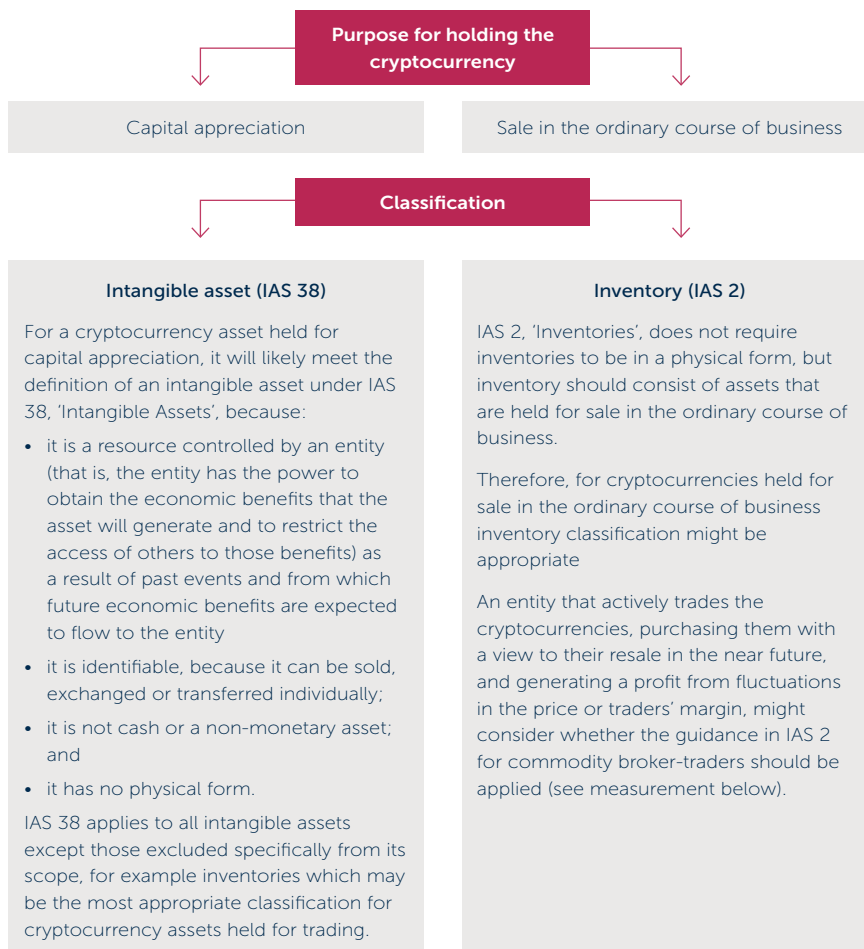 Purpose for holding the
cryptocurrency
Capital appreciation
Sale in the ordinary course of business
Classification
Intangible asset (IAS 38)
For a cryptocurrency asset held for
capital appreciation, it will likely meet the
definition of an intangible asset under IAS
38, ‘Intangible Assets’, because:
• it is a resource controlled by an entity
(that is, the entity has the power to
obtain the economic benefits that the
asset will generate and to restrict the
access of others to those benefits) as
a result of past events and from which
future economic benefits are expected
to flow to the entity
• it is identifiable, because it can be sold,
exchanged or transferred individually;
• it is not cash or a non-monetary asset;
and
• it has no physical form.
IAS 38 applies to all intangible assets
except those excluded specifically from its
scope, for example inventories which may
be the most appropriate classification for
cryptocurrency assets held for trading.
Inventory (IAS 2)
IAS 2, ‘Inventories’, does not require
inventories to be in a physical form, but
inventory should consist of assets that
are held for sale in the ordinary course of
business.
Therefore, for cryptocurrencies held for
sale in the ordinary course of business
inventory classification might be
appropriate
An entity that actively trades the
cryptocurrencies, purchasing them with
a view to their resale in the near future,
and generating a profit from fluctuations
in the price or traders’ margin, might
consider whether the guidance in IAS 2
for commodity broker-traders should be
applied (see measurement below).